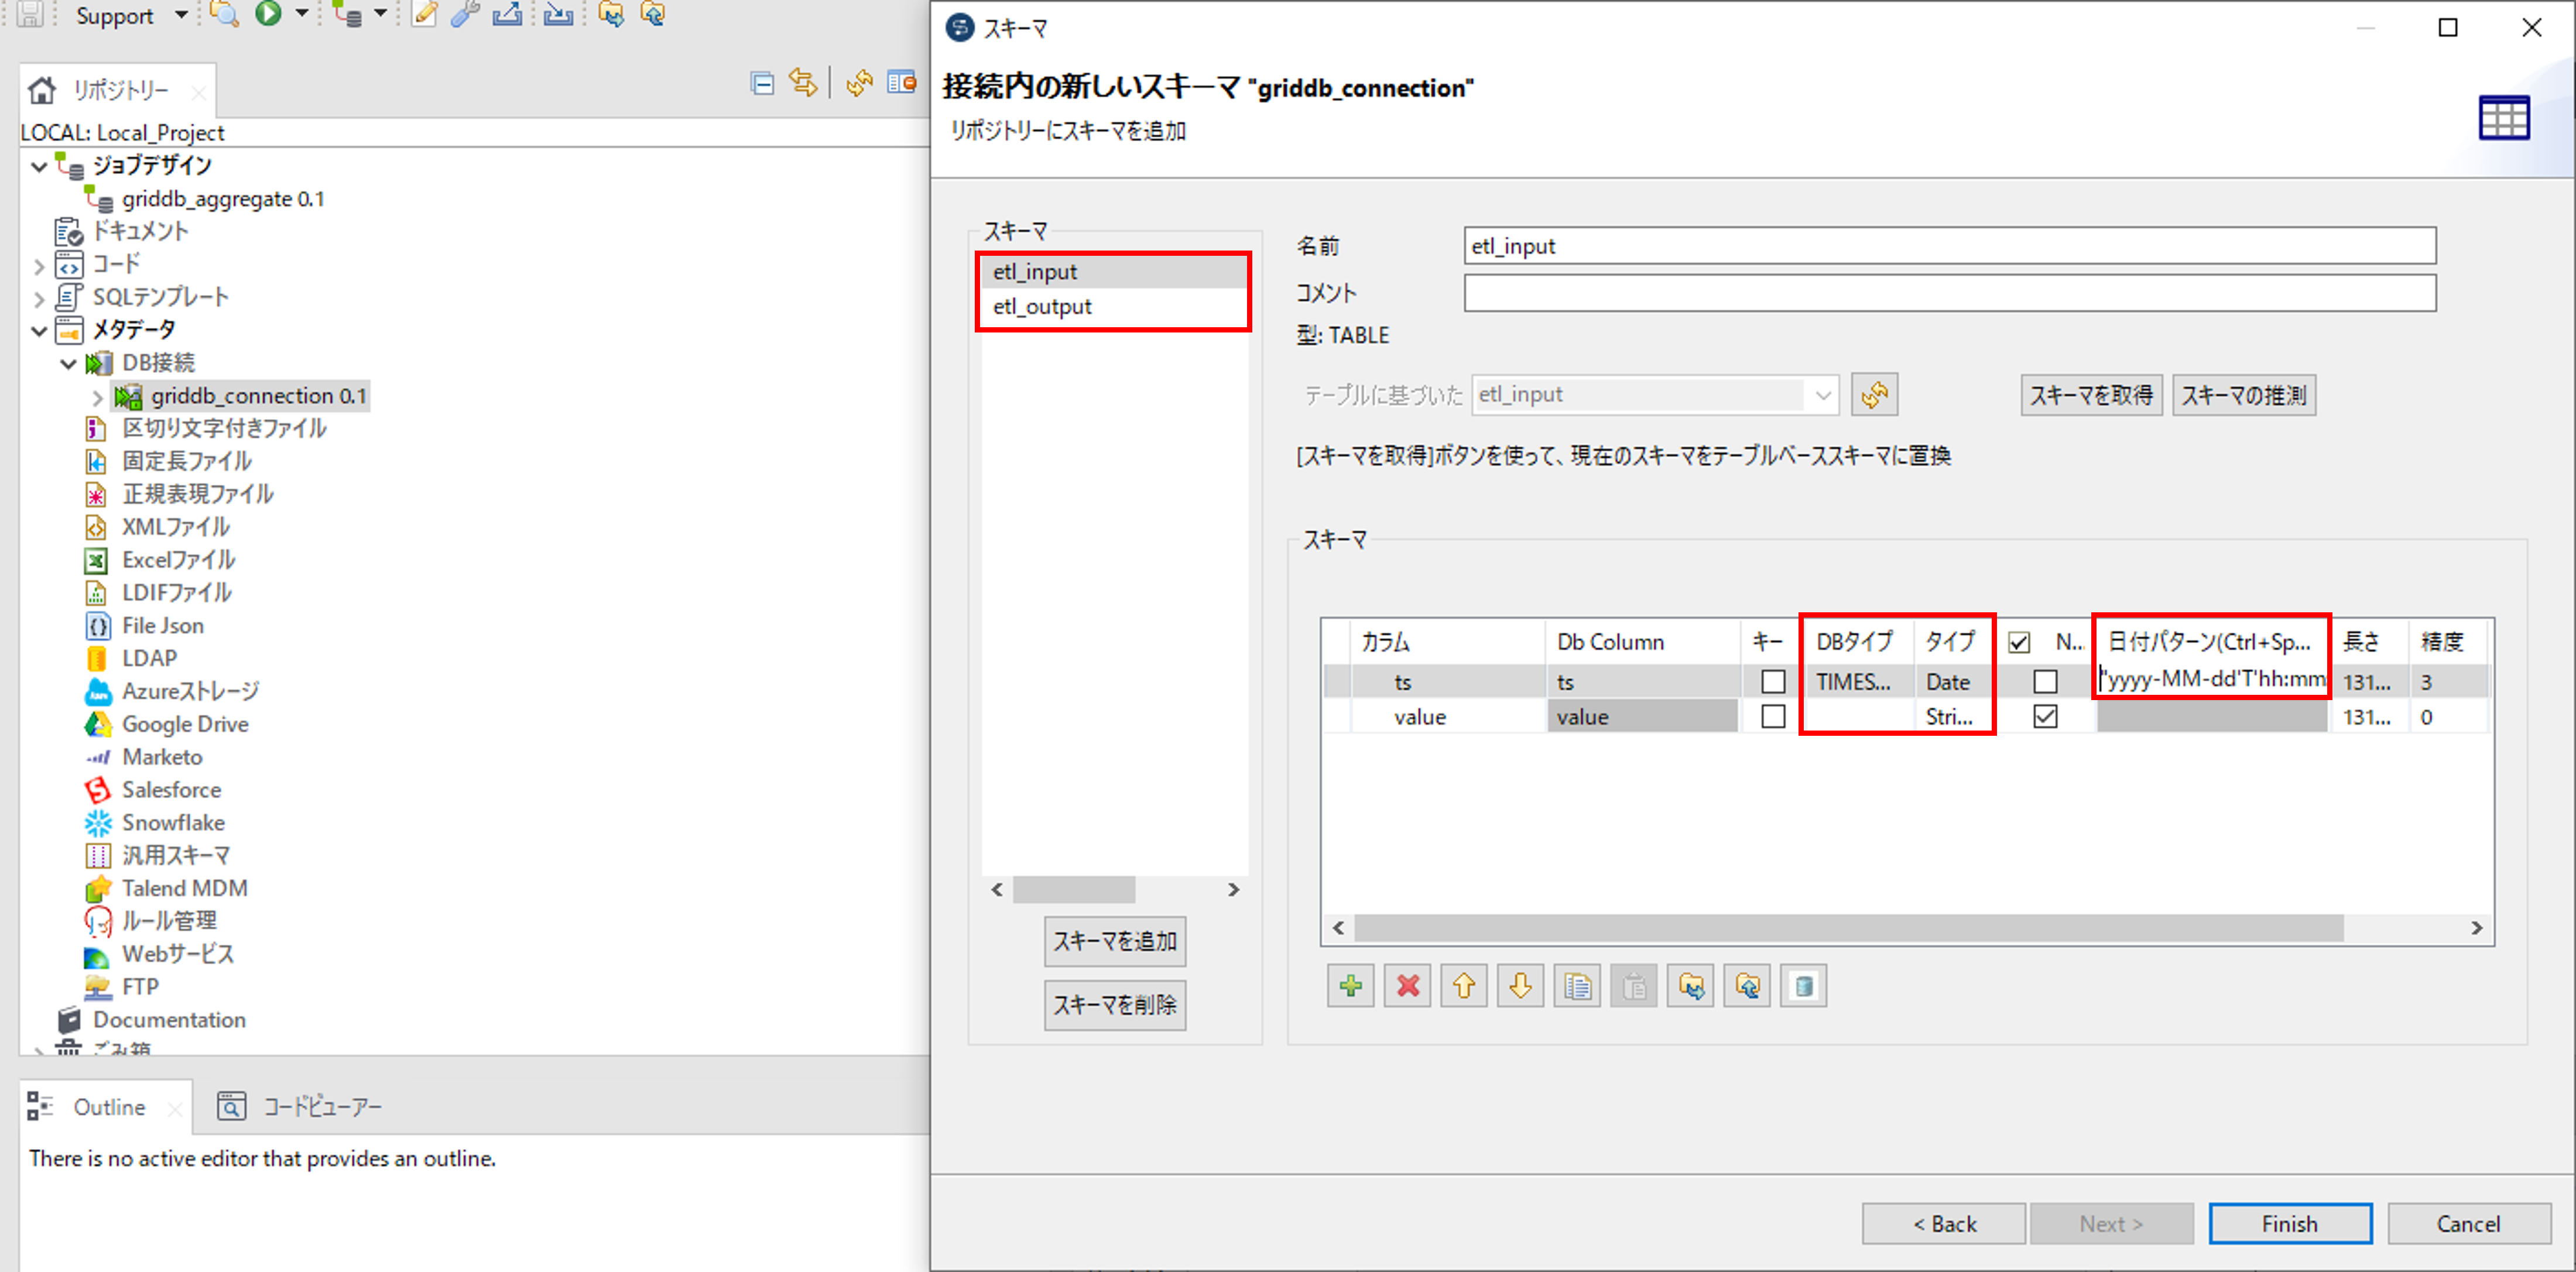 Support
リポジトリー
LOCAL: Local_Project
ジョブデザイン
griddb_aggregate 0.1
ドキュメント
コード
SQLテンプレート
メタデータ
DB接続
griddb_connection 0.1
区切り文字付きファイル
固定長ファイル
正規表現ファイル
XMLファイル
Excelファイル
LDIFファイル
File Json
LDAP
Azureストレージ
Google Drive
Marketo
Salesforce
Snowflake
汎用スキーマ
Talend MDM
ルール管理
Webサービス
FTP
Documentation
ごみ箱
Outline
コードビューアー
There is no active editor that provides an outline.
スキーマ
接続内の新しいスキーマ "griddb_connection"
リポジトリーにスキーマを追加
スキーマ
etl_input
etl_output
スキーマを追加
スキーマを削除
名前 etl_input
コメント
型: TABLE
テーブルに基づいた etl_input スキーマを取得 スキーマの推測
[スキーマを取得]ボタンを使って、現在のスキーマをテーブルベーススキーマに置換
スキーマ
カラム Db Column キー DBタイプ タイプ N... 日付パターン(Ctrl+Sp... 長さ 精度
ts ts TIMES... Date "yyyy-MM-dd'T'hh:mm 131... 3
value value Stri... 131... 0
< Back Next > Finish Cancel